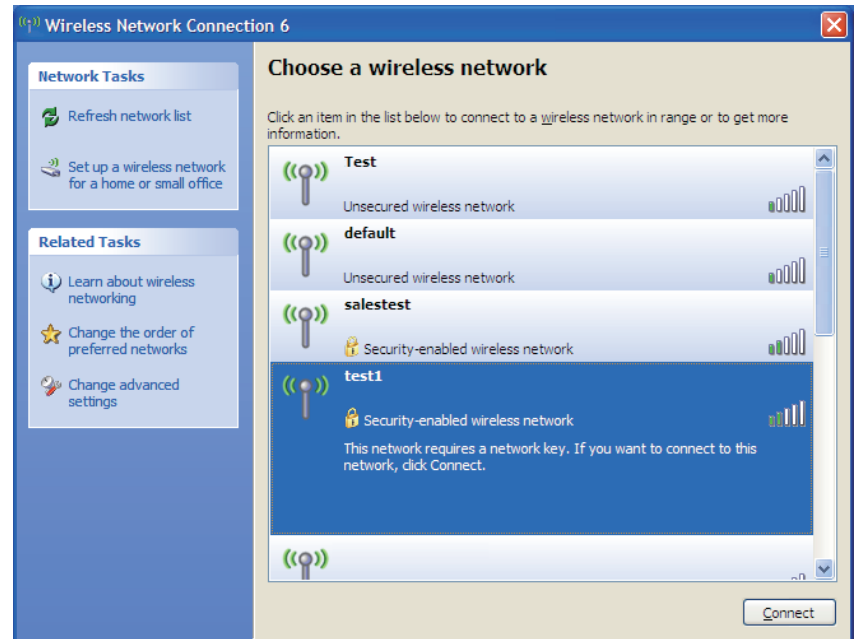 Wireless Network Connection 6
Network Tasks
Refresh network list
Set up a wireless network
for a home or small office
Related Tasks
Learn about wireless
networking
Change the order of
preferred networks
Change advanced
settings
Choose a wireless network
Click an item in the list below to connect to a wireless network in range or to get more
information.
Test
Unsecured wireless network
default
Unsecured wireless network
salestest
Security-enabled wireless network
test1
Security-enabled wireless network
This network requires a network key. If you want to connect to this
network, click Connect.
Connect